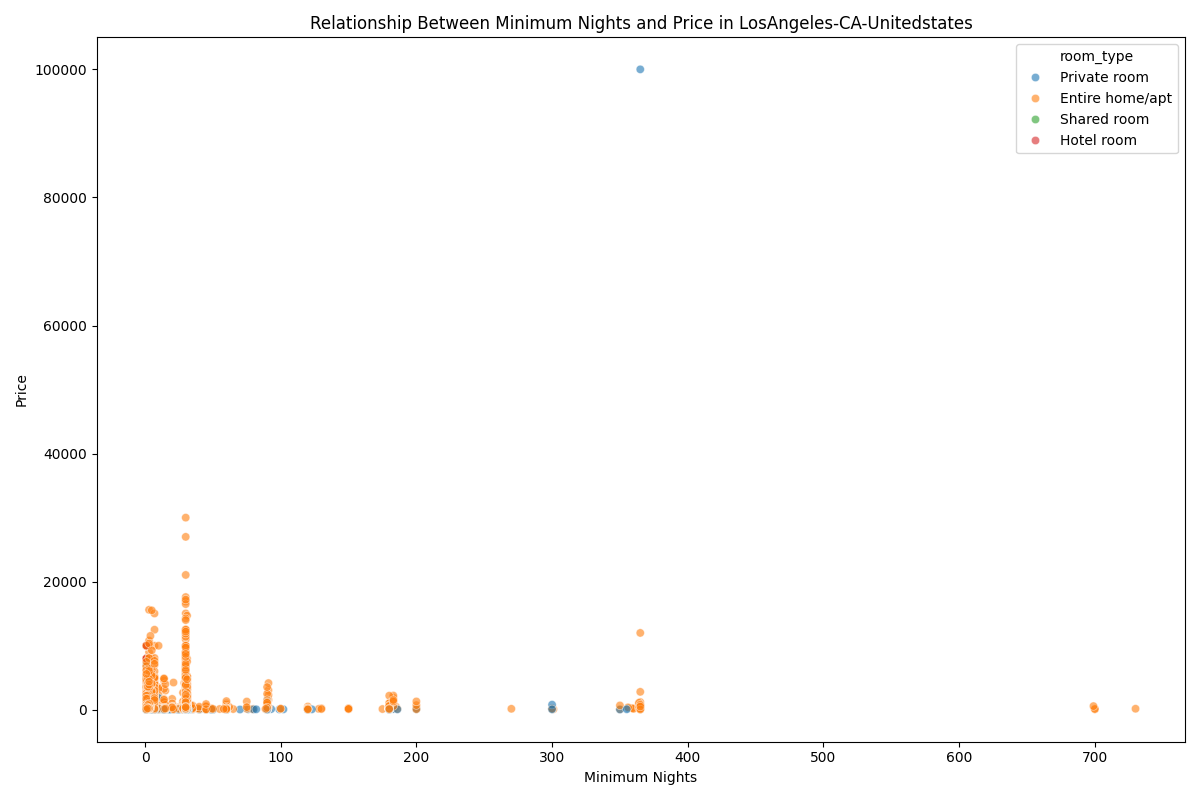 Relationship Between Minimum Nights and Price in LosAngeles-CA-Unitedstates
room_type
Private room
Entire home/apt
Shared room
Hotel room
Price
100000
80000
60000
40000
20000
0
0 100 200 300 400 500 600 700
Minimum Nights